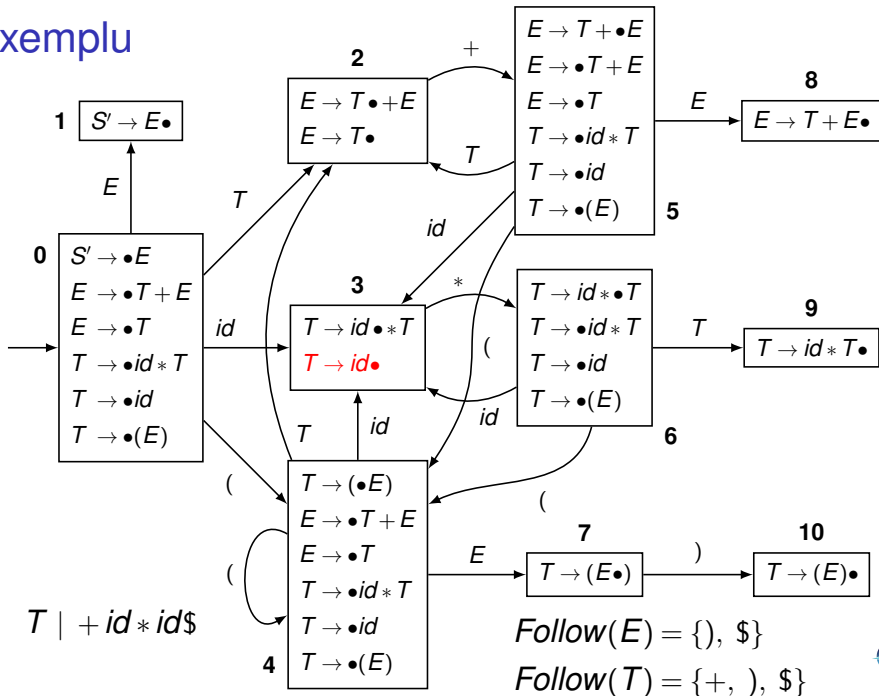 xemplu
1
S′ → E•
E
0
S′ → •E
E → •T + E
E → •T
T → •id ∗ T
T → •id
T → •(E)
T
id
(
2
E → T• + E
E → T•
+
T
5
E → T + •E
E → •T + E
E → •T
T → •id ∗ T
T → •id
T → •(E)
E
8
E → T + E•
id
(
3
T → id• ∗ T
T → id•
∗
id
6
T → id ∗ •T
T → •id ∗ T
T → •id
T → •(E)
T
9
T → id ∗ T•
(
T
id
(
4
T → (•E)
E → •T + E
E → •T
T → •id ∗ T
T → •id
T → •(E)
E
7
T → (E•)
)
10
T → (E)•
T | + id ∗ id$
Follow(E) = {), $}
Follow(T) = {+, ), $}